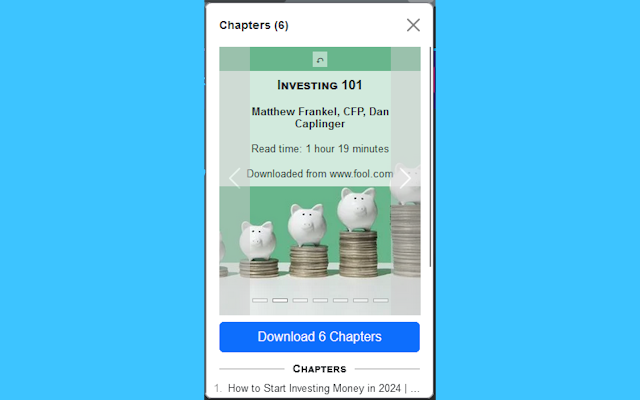 Chapters (6)
Investing 101
Matthew Frankel, CFP, Dan
Caplinger
Read time: 1 hour 19 minutes
Downloaded from www.fool.com
Download 6 Chapters
Chapters
1. How to Start Investing Money in 2024 | ...